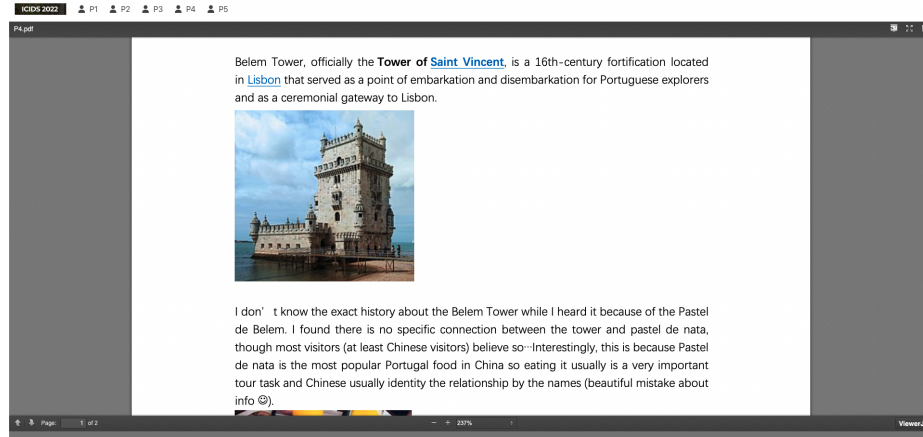 ICIDS 2022 P1 P2 P3 P4 P5
P4.pdf
Belem Tower, officially the Tower of Saint Vincent, is a 16th-century fortification located
in Lisbon that served as a point of embarkation and disembarkation for Portuguese explorers
and as a ceremonial gateway to Lisbon.
I don' t know the exact history about the Belem Tower while I heard it because of the Pastel
de Belem. I found there is no specific connection between the tower and pastel de nata,
though most visitors (at least Chinese visitors) believe so…Interestingly, this is because Pastel
de nata is the most popular Portugal food in China so eating it usually is a very important
tour task and Chinese usually identity the relationship by the names (beautiful mistake about
info ☺).
Page: 1 of 2 − + 237% Viewer